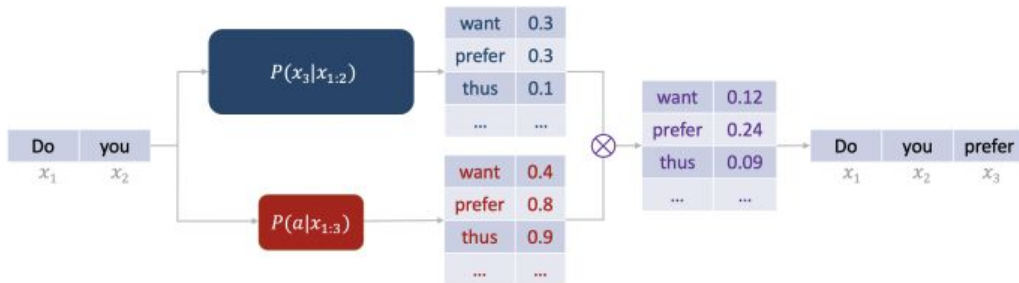 Do you
x₁ x₂
P(x₃|x₁:₂)
want 0.3
prefer 0.3
thus 0.1
... ...
P(a|x₁:₃)
want 0.4
prefer 0.8
thus 0.9
... ...
⊗
want 0.12
prefer 0.24
thus 0.09
... ...
Do you prefer
x₁ x₂ x₃